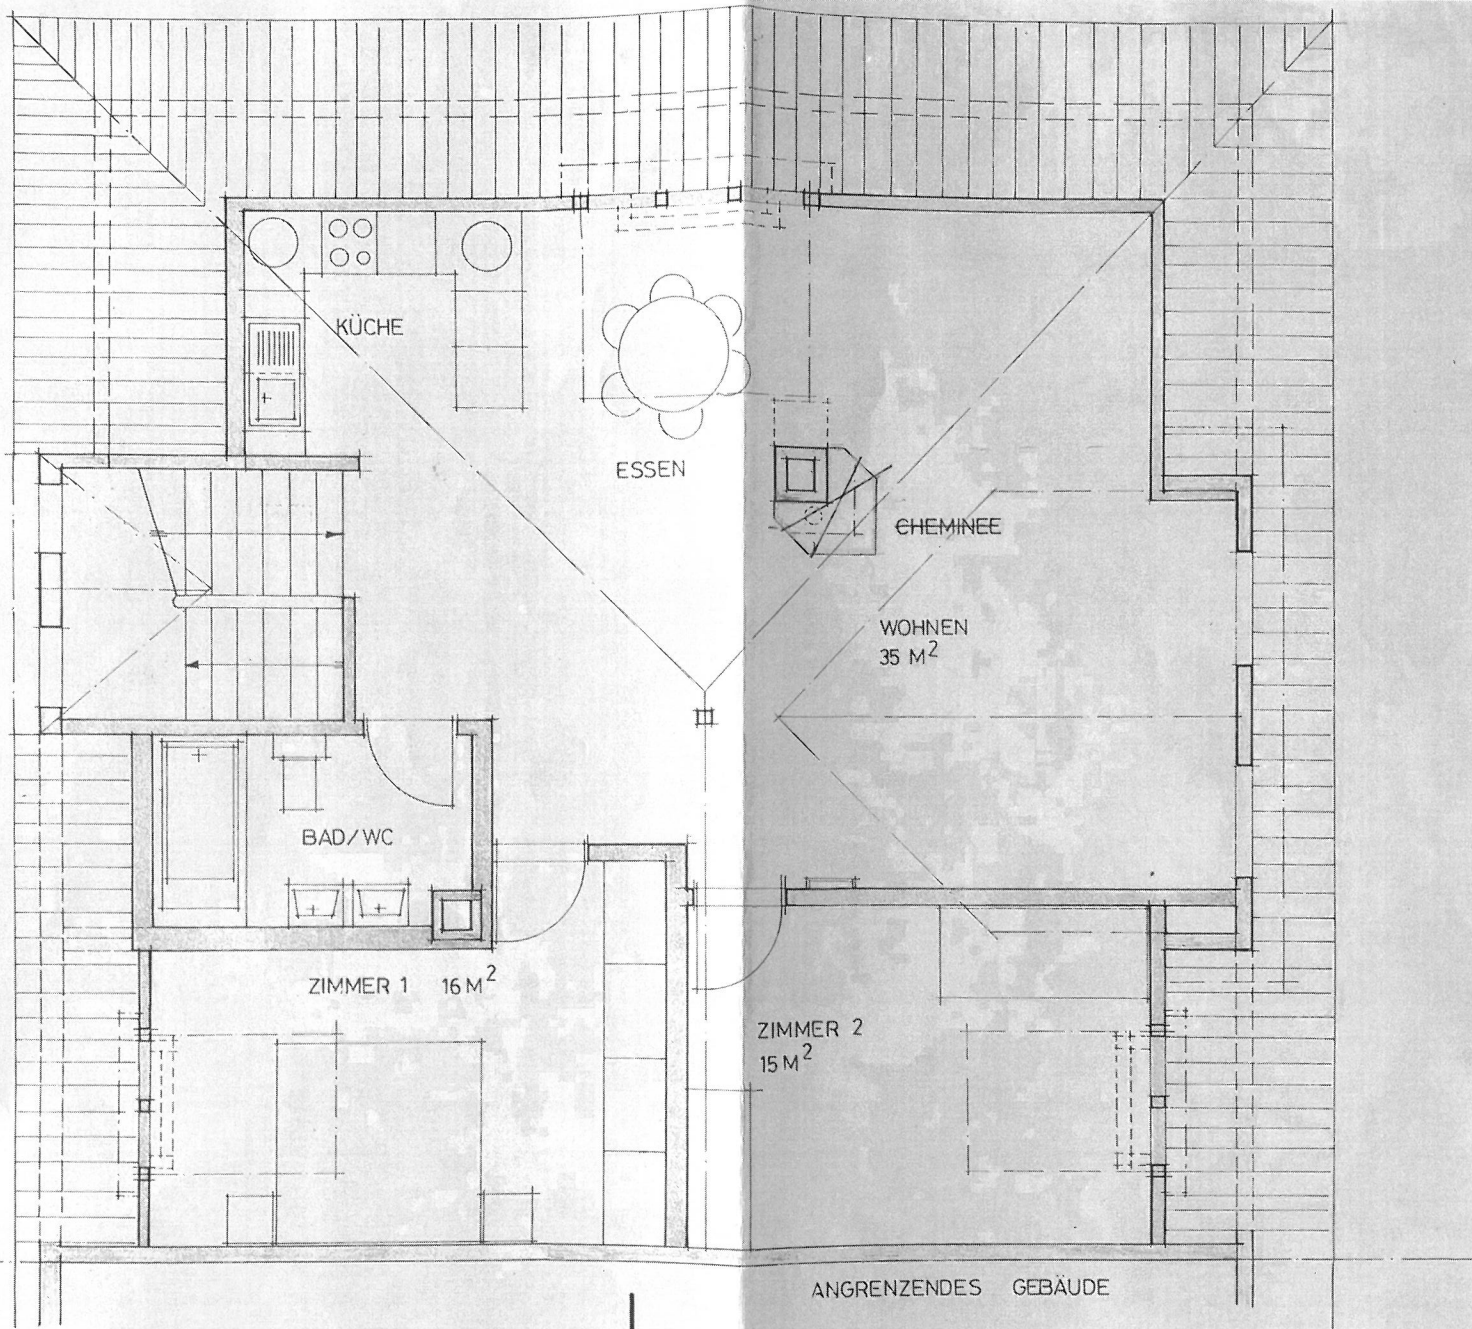 KÜCHE
ESSEN
CHEMINEE
WOHNEN
35 M²
BAD/WC
ZIMMER 1 16 M²
ZIMMER 2
15 M²
ANGRENZENDES GEBÄUDE